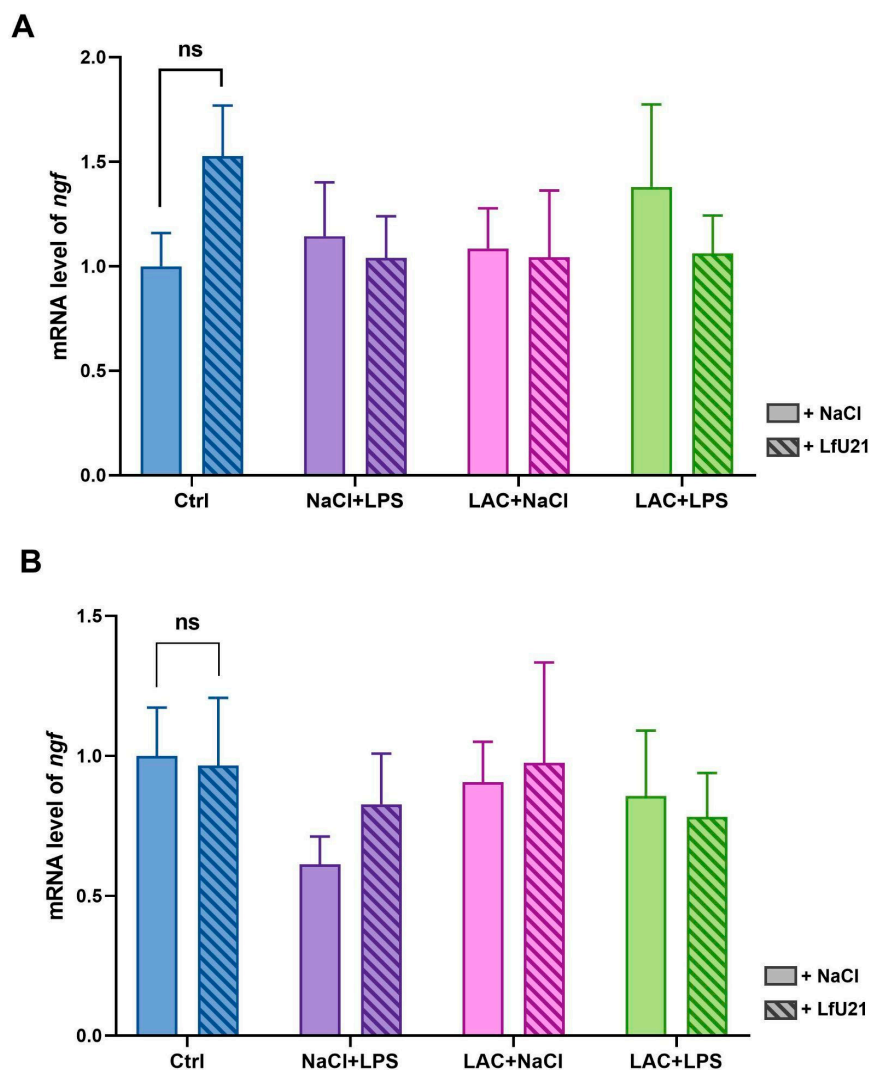 A
ns
2.0
1.5
1.0
0.5
0.0
mRNA level of ngf
Ctrl
NaCl+LPS
LAC+NaCl
LAC+LPS
+ NaCl
+ LfU21
B
ns
1.5
1.0
0.5
0.0
mRNA level of ngf
Ctrl
NaCl+LPS
LAC+NaCl
LAC+LPS
+ NaCl
+ LfU21